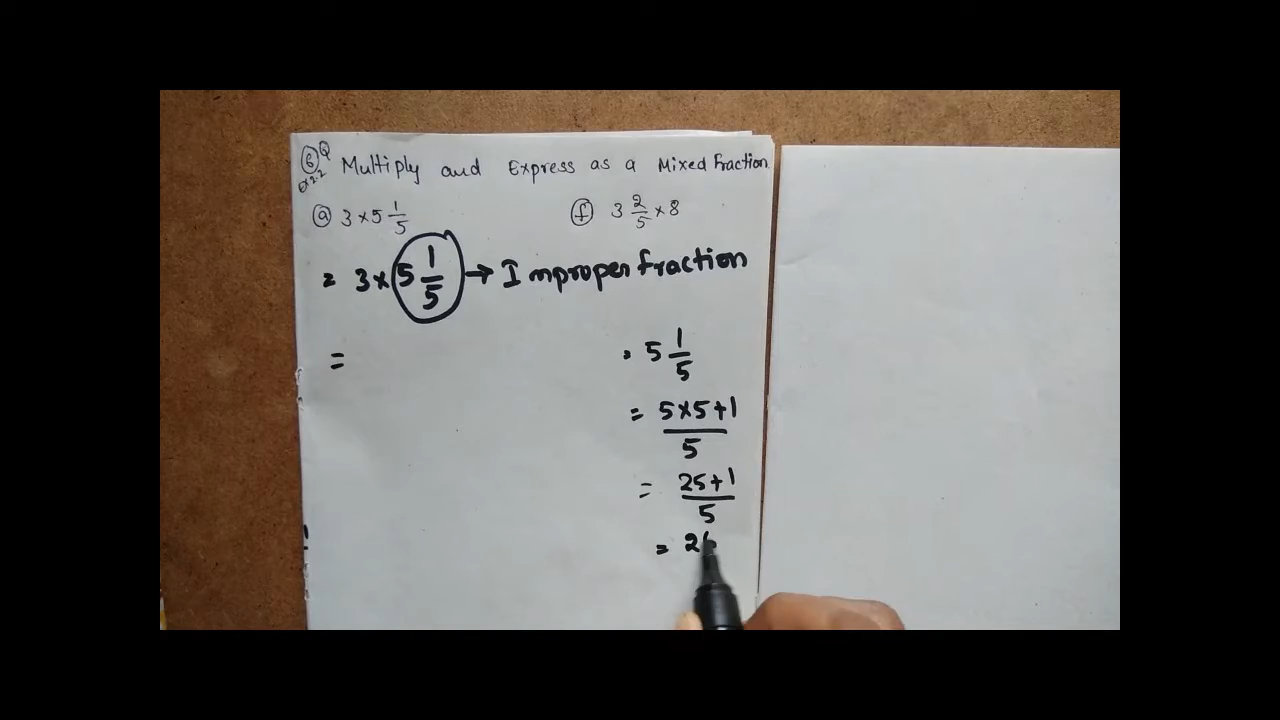 6 Q Multiply and Express as a Mixed Fraction
Ex 2.2
a 3 × 5 1/5
f 3 2/5 × 8
= 3 × 5 1/5 → Improper fraction
=
. 5 1/5
= 5×5+1/5
= 25+1/5
= 26